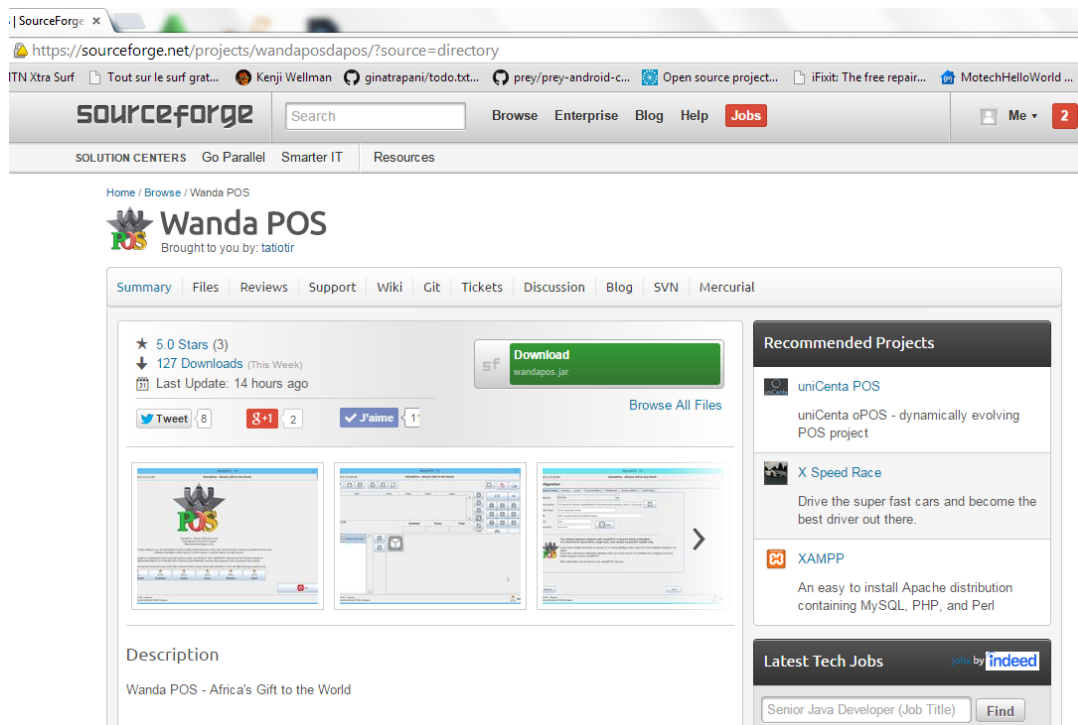 | SourceForge ×
https://sourceforge.net/projects/wandaposdapos/?source=directory
ITN Xtra Surf Tout sur le surf grat... Kenji Wellman ginatrapani/todo.txt... prey/prey-android-c... Open source project... iFixit: The free repair... MotechHelloWorld ...
sourceforge Search Browse Enterprise Blog Help Jobs Me 2
SOLUTION CENTERS Go Parallel Smarter IT Resources
Home / Browse / Wanda POS
Wanda POS
Brought to you by: tatiotir
Summary Files Reviews Support Wiki Git Tickets Discussion Blog SVN Mercurial
5.0 Stars (3)
127 Downloads (This Week)
Last Update: 14 hours ago
sf Download
wandapos.jar
Browse All Files
Tweet 8 g+1 2 J'aime
Description
Wanda POS - Africa's Gift to the World
Recommended Projects
uniCenta POS
uniCenta oPOS - dynamically evolving
POS project
X Speed Race
Drive the super fast cars and become the
best driver out there.
XAMPP
An easy to install Apache distribution
containing MySQL, PHP, and Perl
Latest Tech Jobs jobs by indeed
Senior Java Developer (Job Title) Find